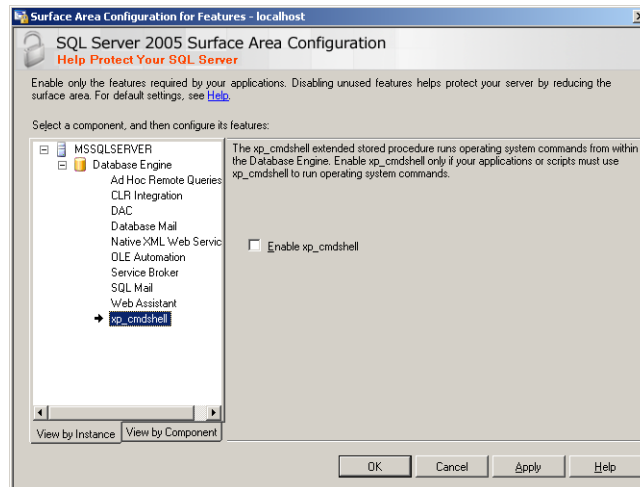 Surface Area Configuration for Features - localhost
SQL Server 2005 Surface Area Configuration
Help Protect Your SQL Server
Enable only the features required by your applications. Disabling unused features helps protect your server by reducing the
surface area. For default settings, see Help.
Select a component, and then configure its features:
MSSQLSERVER
Database Engine
Ad Hoc Remote Queries
CLR Integration
DAC
Database Mail
Native XML Web Servic
OLE Automation
Service Broker
SQL Mail
Web Assistant
xp_cmdshell
View by Instance
View by Component
The xp_cmdshell extended stored procedure runs operating system commands from within
the Database Engine. Enable xp_cmdshell only if your applications or scripts must use
xp_cmdshell to run operating system commands.
Enable xp_cmdshell
OK
Cancel
Apply
Help